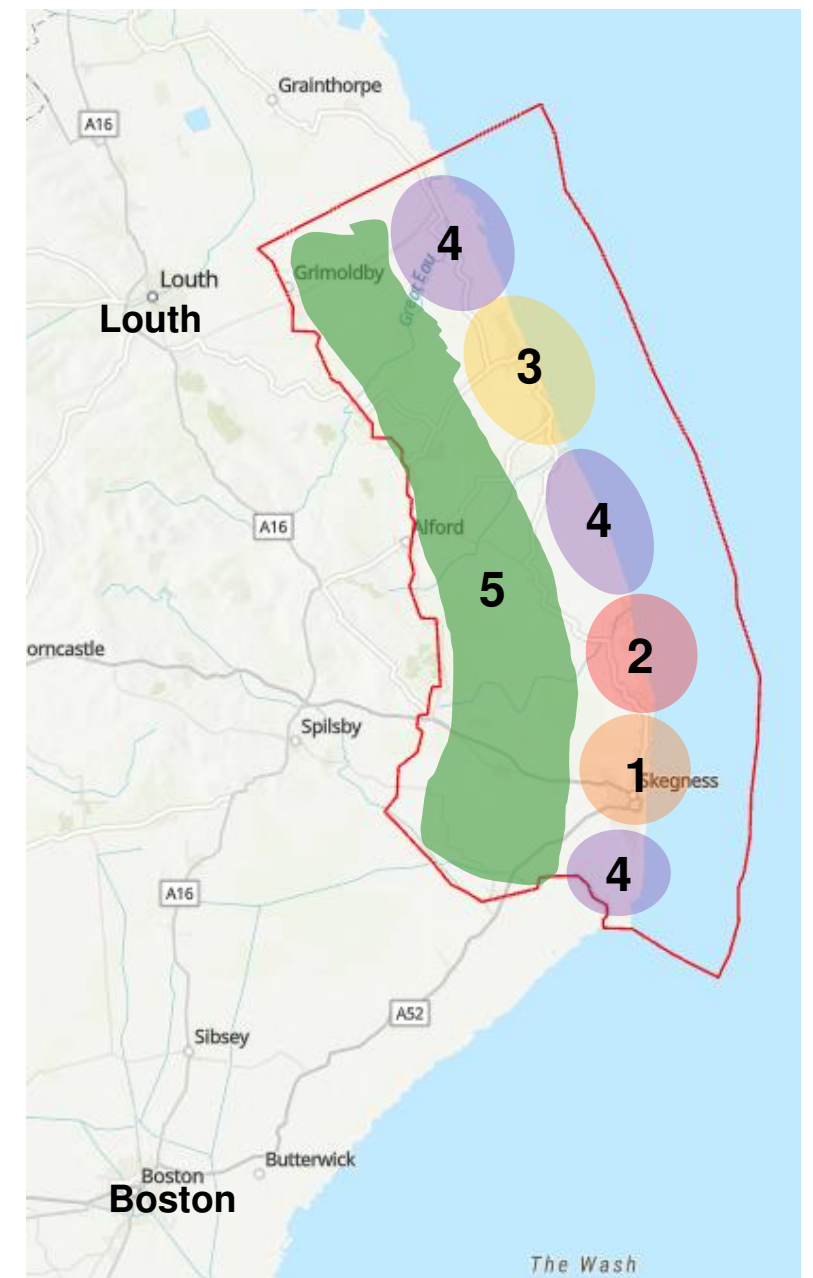 Grainthorpe
A16
4
Grimoldby
Great Eau
Louth
Louth
3
A16
Alford
4
5
orncastle
2
Spilsby
1
Skegness
4
A16
A52
Sibsey
Butterwick
Boston
Boston
The Wash